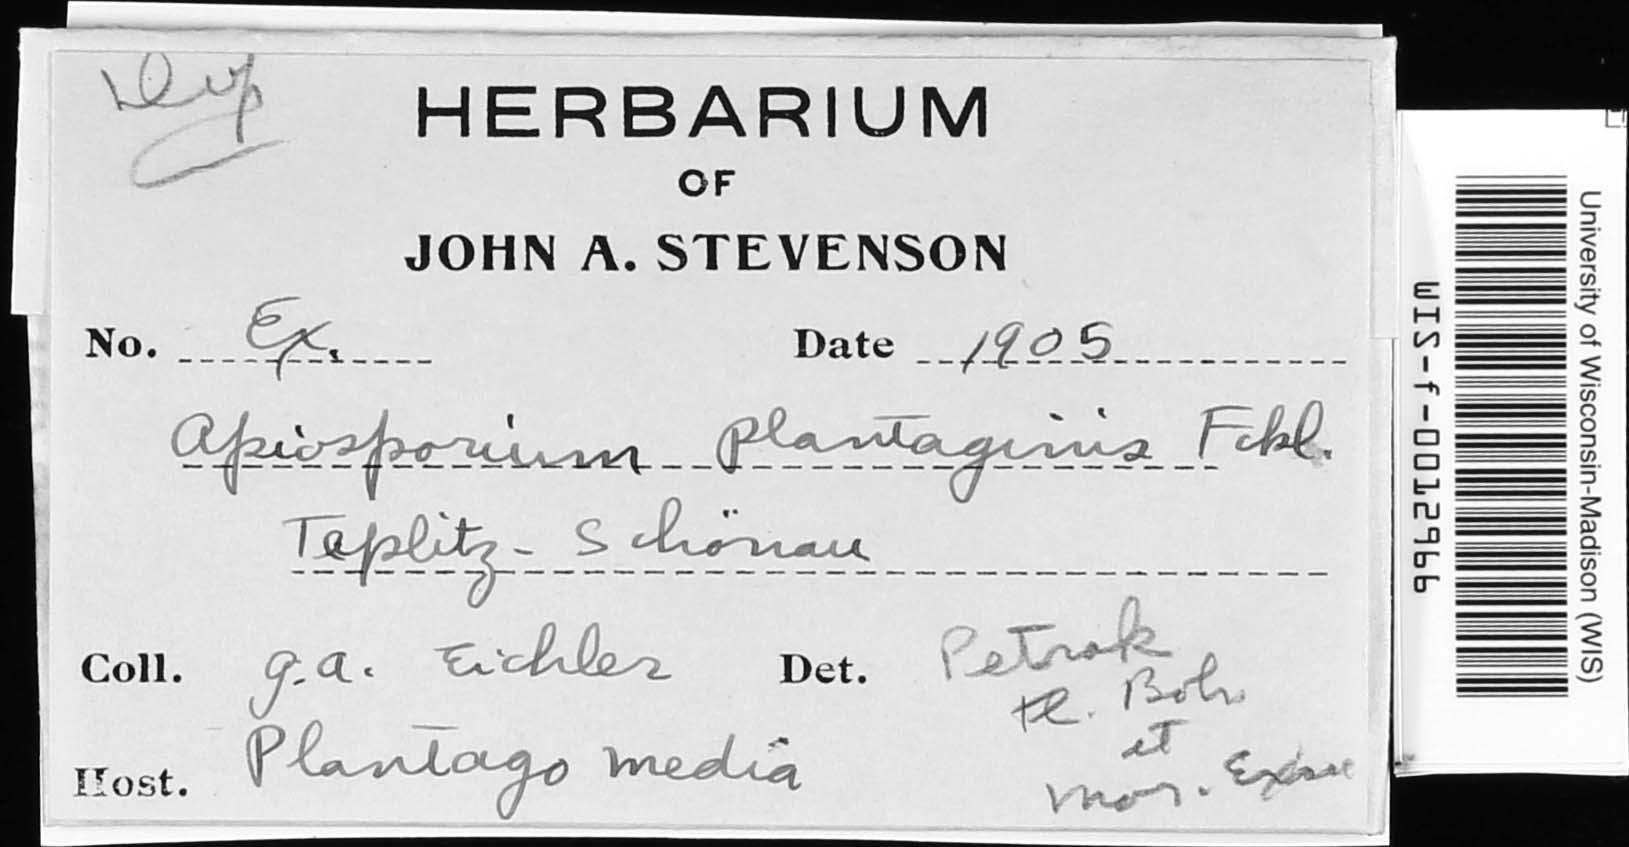 Dup
HERBARIUM
OF
JOHN A. STEVENSON
No. Ex. Date 1905
Apiosporium plantaginis Fckl.
Teplitz - Schönau
Coll. G.A. Eichler Det. Petrak
Fl. Boh.
et
Mor. Exsic
Host. Plantago media
University of Wisconsin-Madison (WIS)
WIS-f-0012966